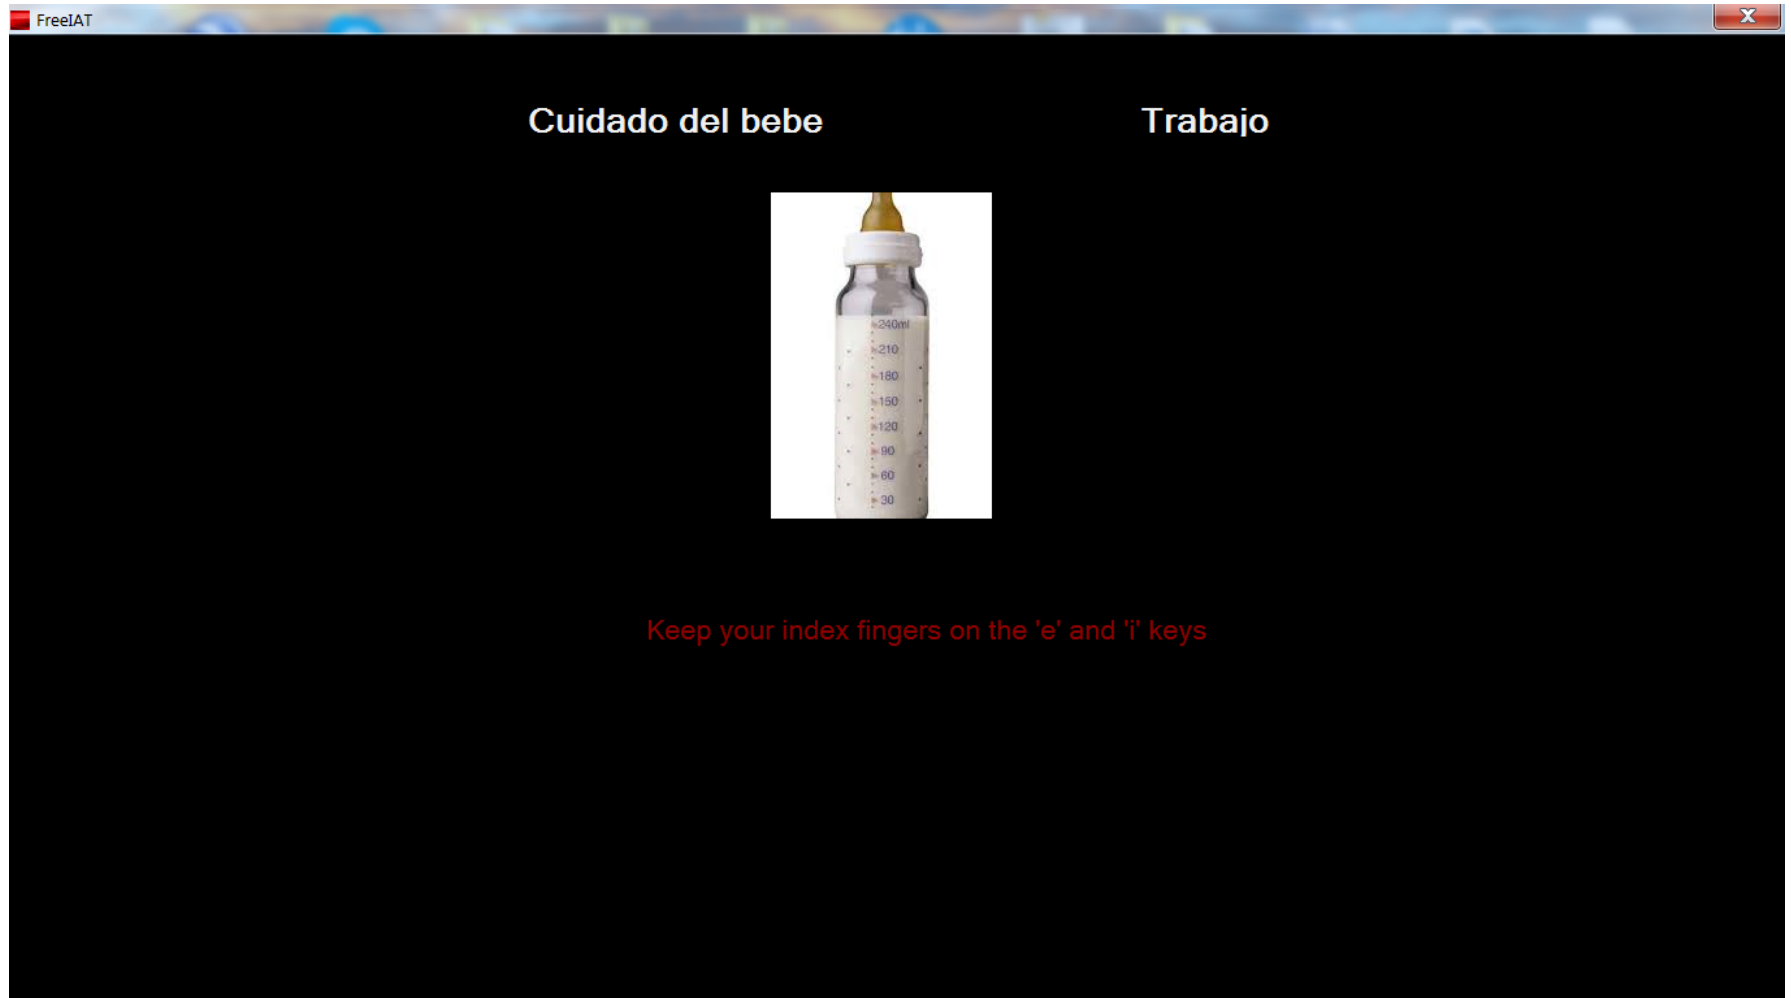 FreeIAT
Cuidado del bebe Trabajo
240ml
210
180
150
120
90
60
30
Keep your index fingers on the 'e' and 'i' keys